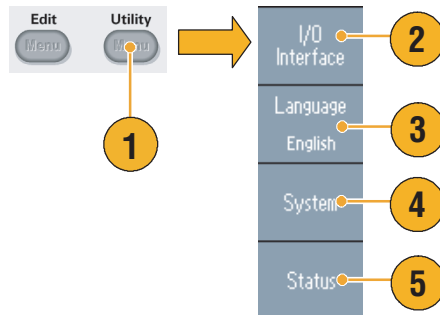 Edit
Utility
Menu
Menu
1
I/O
Interface
2
Language
English
3
System
4
Status
5